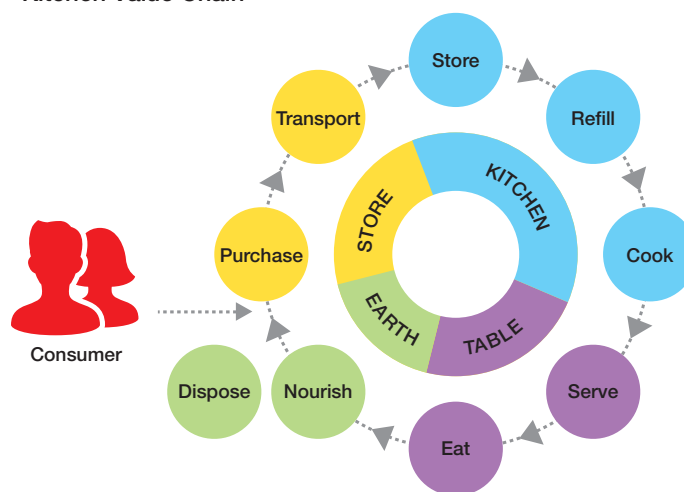 Store
Transport
Refill
KITCHEN
STORE
Purchase
Cook
EARTH
TABLE
Consumer
Dispose
Nourish
Serve
Eat